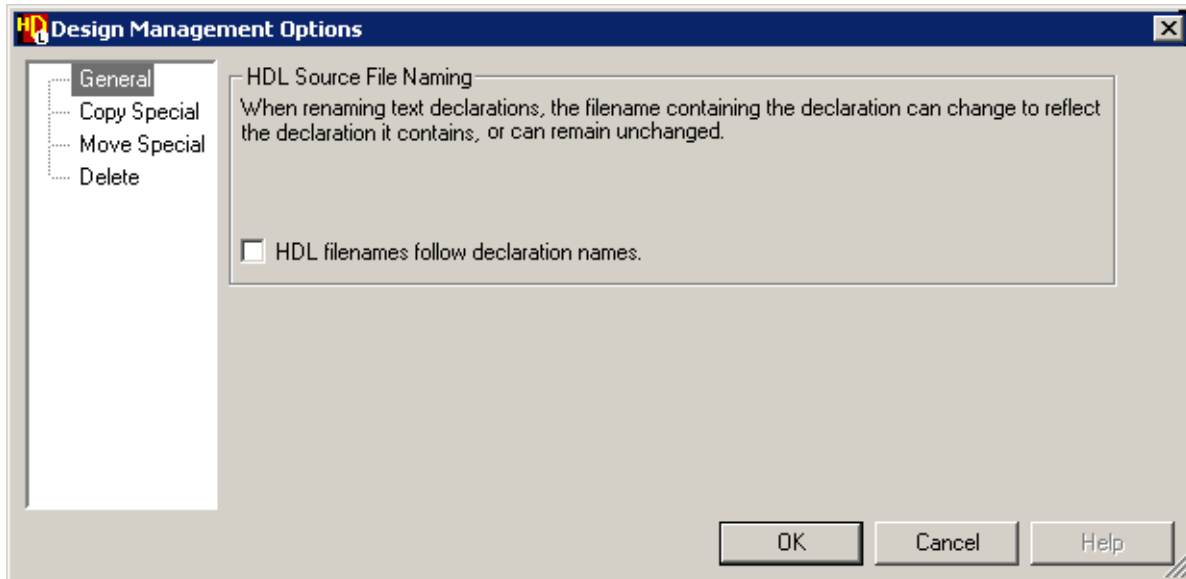 HDL Design Management Options
General
Copy Special
Move Special
Delete
HDL Source File Naming
When renaming text declarations, the filename containing the declaration can change to reflect
the declaration it contains, or can remain unchanged.
HDL filenames follow declaration names.
OK
Cancel
Help